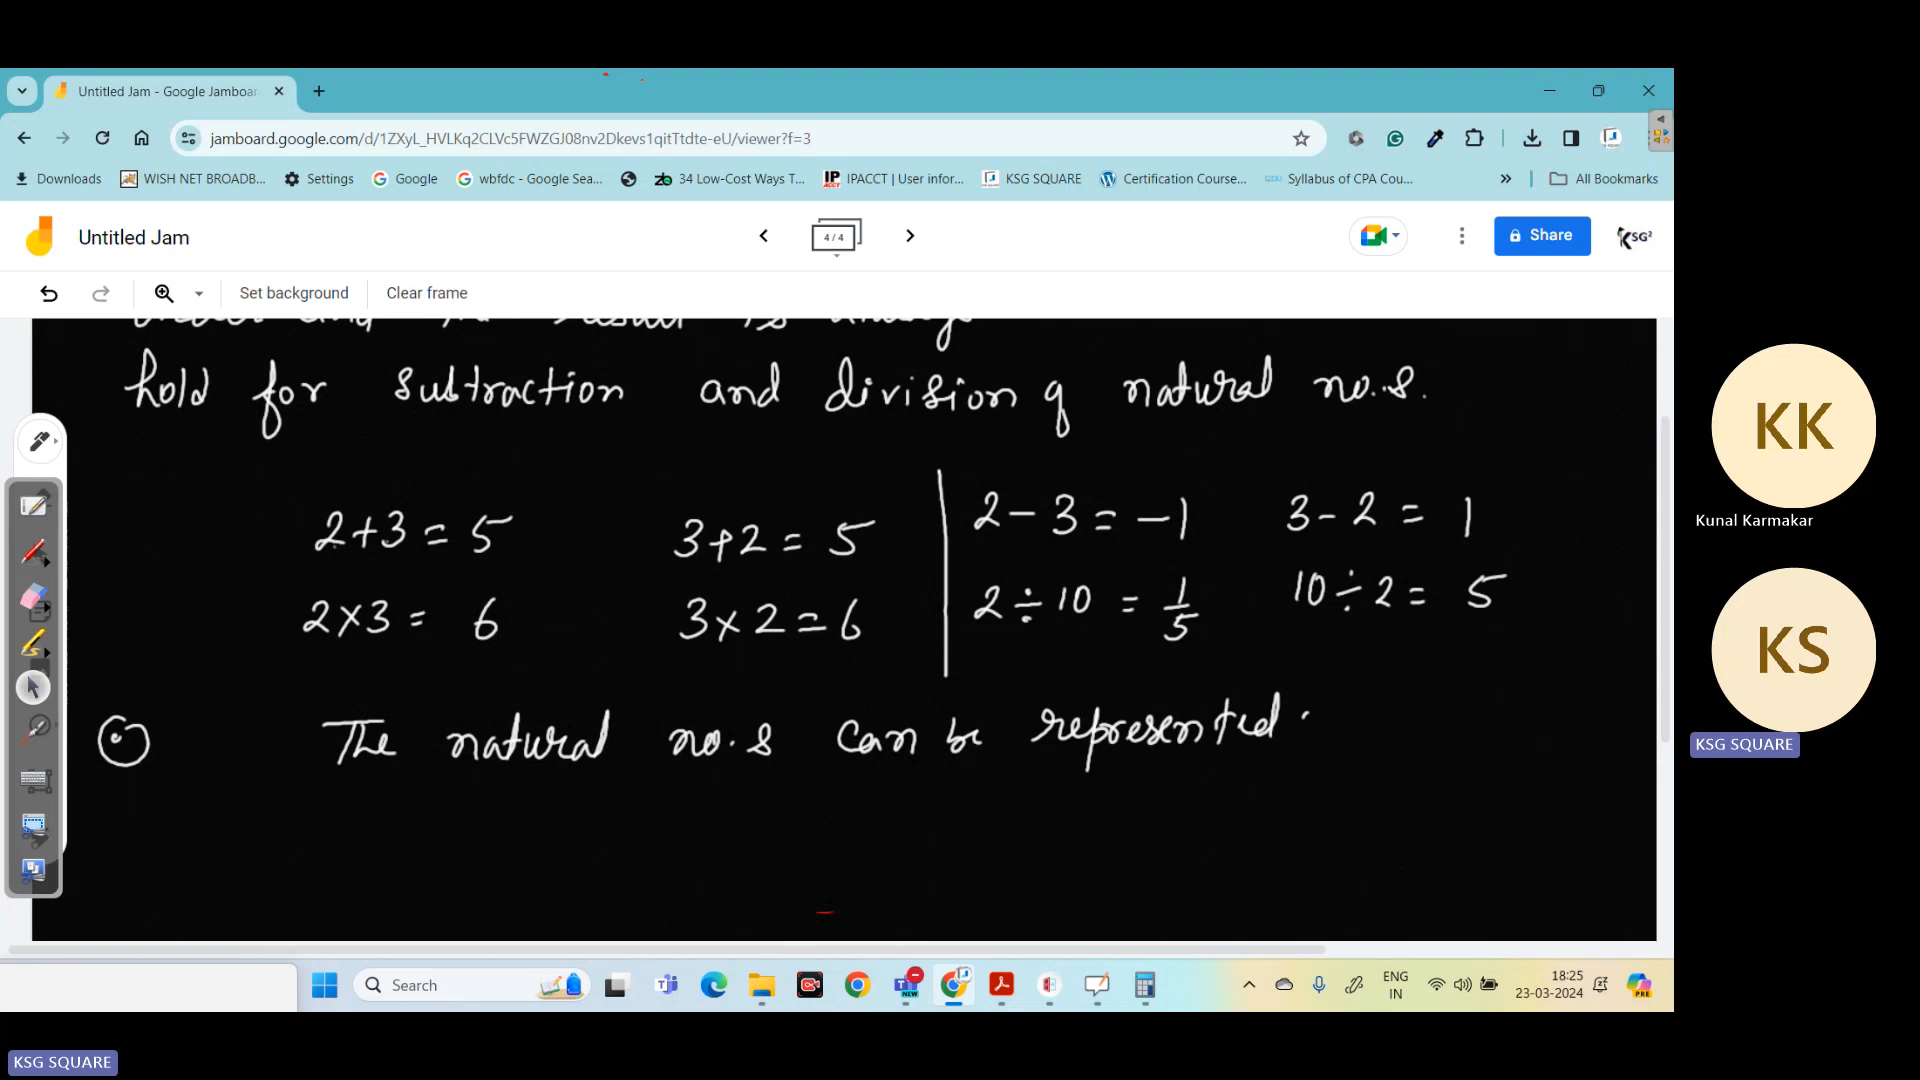 Untitled Jam - Google Jamboar
jamboard.google.com/d/1ZXyL_HVLKq2CLVc5FWZGJ08nv2Dkevs1qitTtdte-eU/viewer?f=3
Downloads WISH NET BROADB... Settings Google wbfdc - Google Sea... 34 Low-Cost Ways T... IPACCT | User infor... KSG SQUARE Certification Course... Syllabus of CPA Cou... » All Bookmarks
Untitled Jam 4 / 4 Share KSG²
Set background Clear frame
hold for subtraction and division of natural no.s.
2+3 = 5 3+2 = 5 2 - 3 = -1 3 - 2 = 1
2×3 = 6 3×2 = 6 2 ÷ 10 = 1/5 10 ÷ 2 = 5
The natural no.s can be represented
KK
Kunal Karmakar
KS
KSG SQUARE
Search ENG IN 18:25 23-03-2024
KSG SQUARE